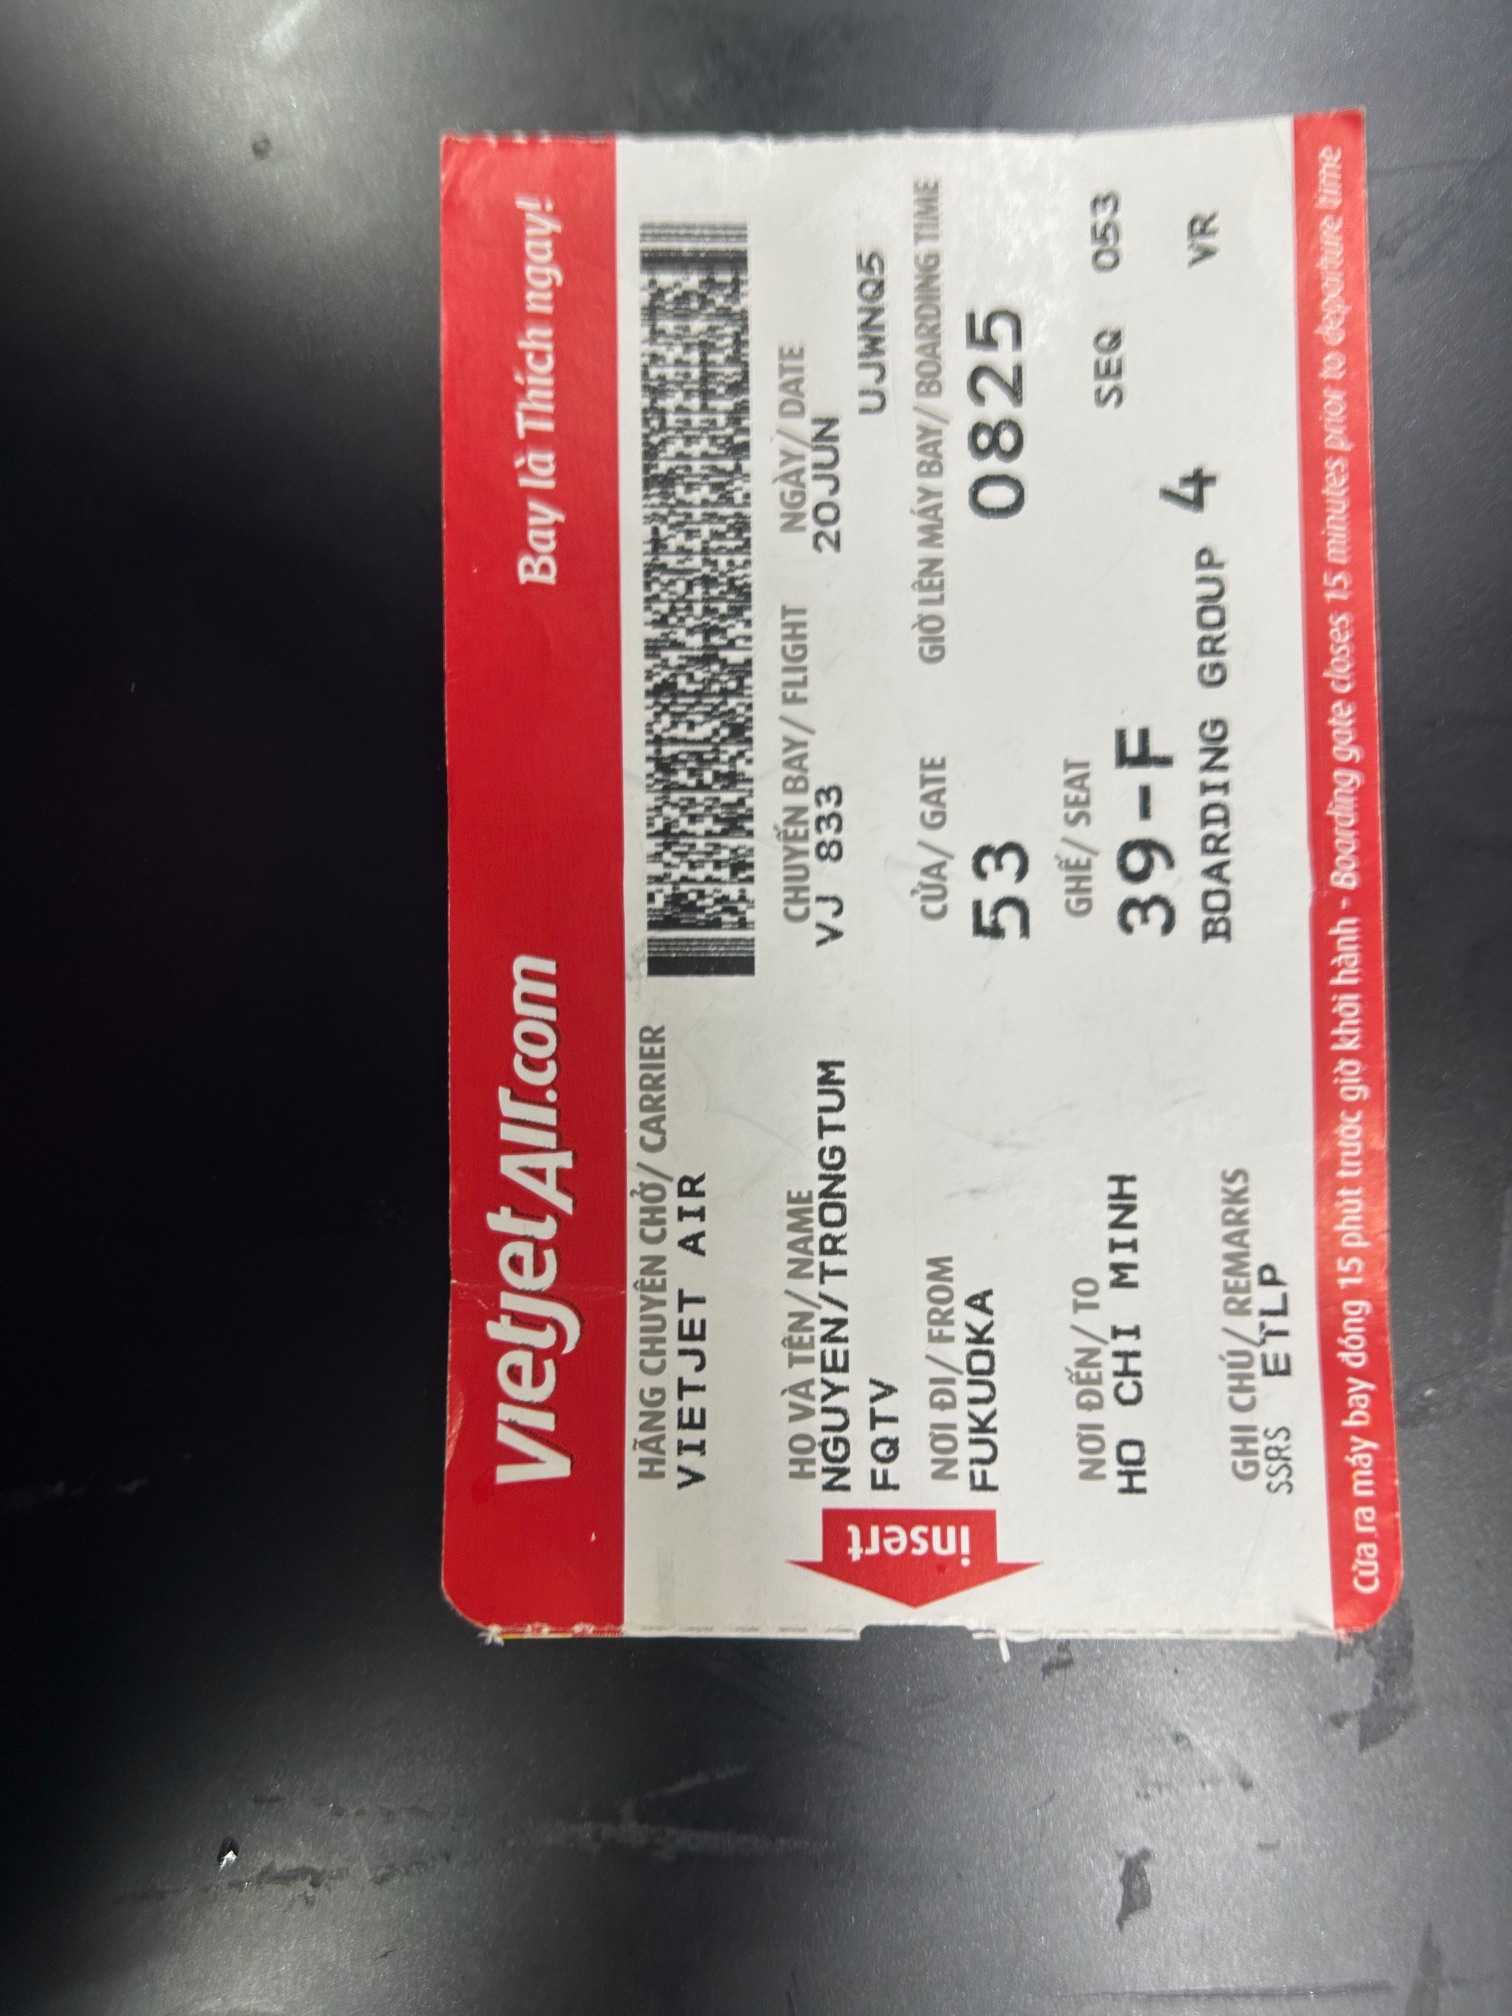 VietjetAir.com Bay là Thích ngay!
HÃNG CHUYÊN CHỞ/ CARRIER
VIETJET AIR
HỌ VÀ TÊN/ NAME CHUYẾN BAY/ FLIGHT NGÀY/ DATE
NGUYEN/TRONGTUM VJ 833 20JUN
FQTV UJWNQ5
NƠI ĐI/ FROM CỬA/ GATE GIỜ LÊN MÁY BAY/ BOARDING TIME
FUKUOKA 53 0825
NƠI ĐẾN/ TO GHẾ/ SEAT SEQ 053
HO CHI MINH 39-F
BOARDING GROUP 4 VR
GHI CHÚ/ REMARKS
SSRS ETLP
insert
Cửa ra máy bay đóng 15 phút trước giờ khởi hành - Boarding gate closes 15 minutes prior to departure time